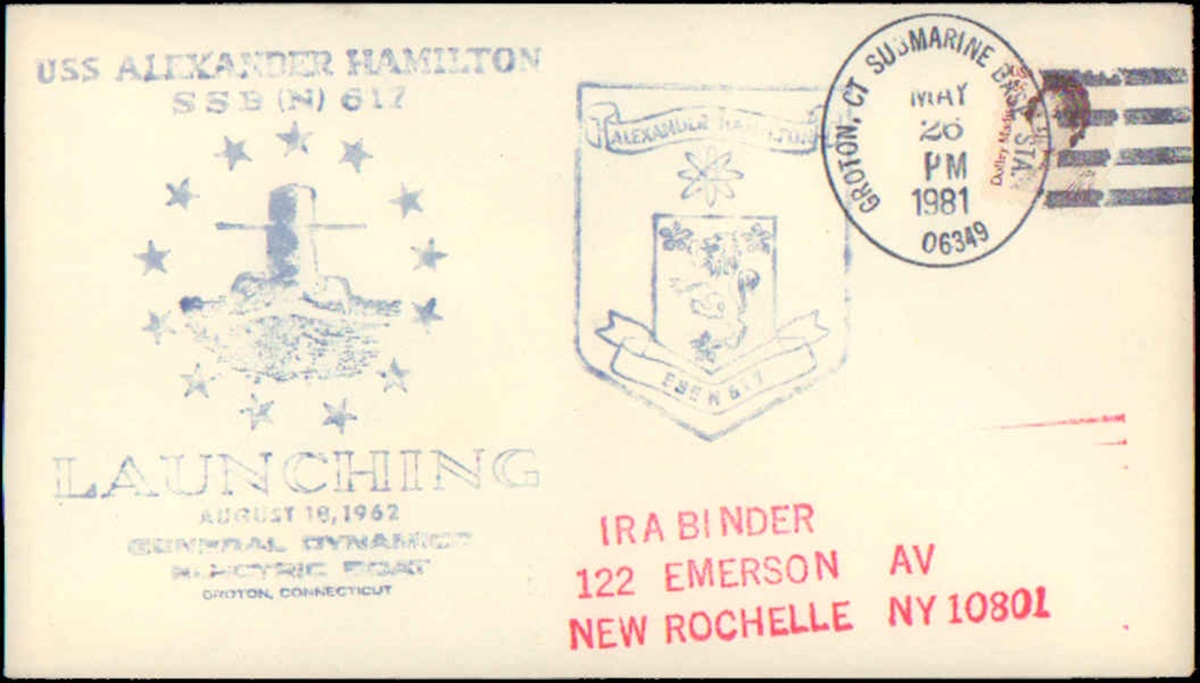 USS ALEXANDER HAMILTON
SSB (N) 617
LAUNCHING
AUGUST 18, 1962
GENERAL DYNAMICS
ELECTRIC BOAT
GROTON, CONNECTICUT
ALEXANDER HAMILTON
SSB N 617
GROTON, CT SUBMARINE BASE STA.
MAY
26
PM
1981
06349
Dolley Madison
IRA BINDER
122 EMERSON AV
NEW ROCHELLE NY 10801